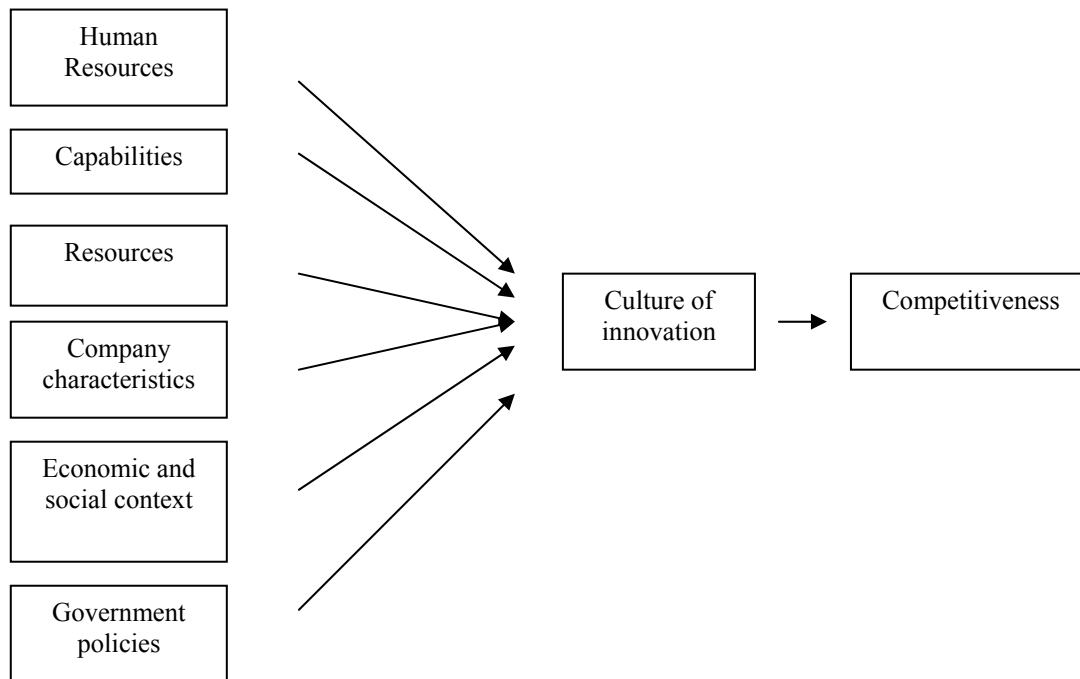 Human
Resources
Capabilities
Resources
Company
characteristics
Economic and
social context
Government
policies
Culture of
innovation
Competitiveness